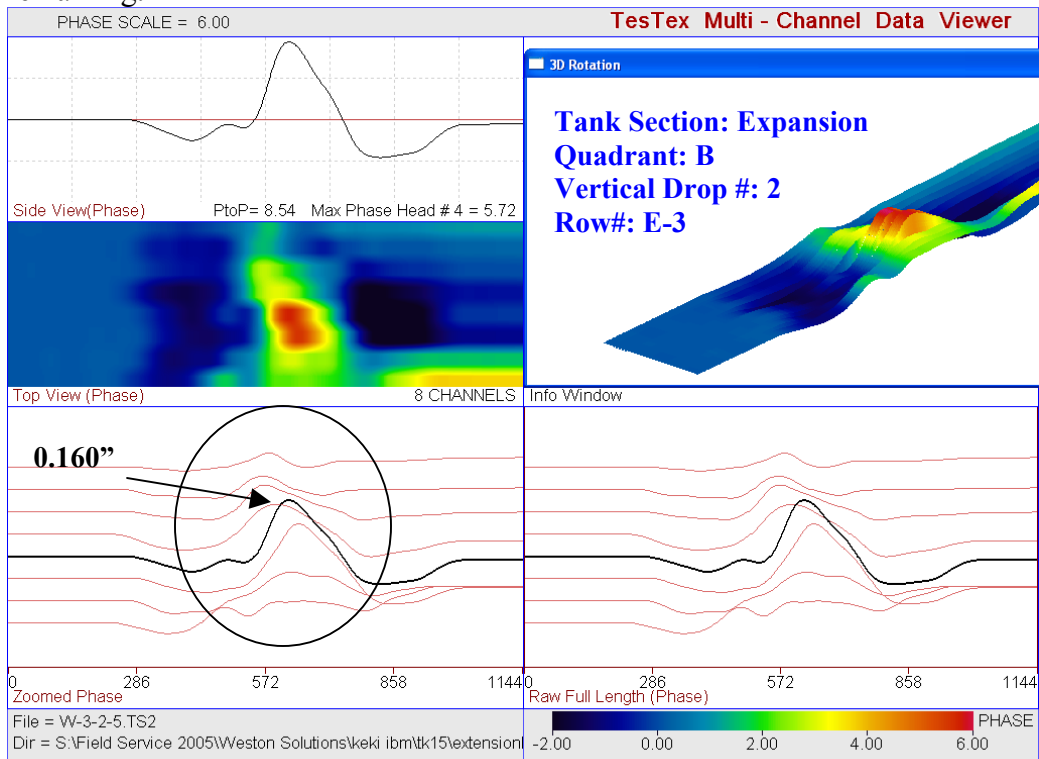 PHASE SCALE = 6.00
TesTex Multi - Channel Data Viewer
3D Rotation
Tank Section: Expansion
Quadrant: B
Vertical Drop #: 2
Row#: E-3
Side View(Phase) PtoP= 8.54 Max Phase Head # 4 = 5.72
Top View (Phase) 8 CHANNELS
Info Window
0.160”
0 286 572 858 1144
Zoomed Phase
0 286 572 858 1144
Raw Full Length (Phase)
File = W-3-2-5.TS2
Dir = S:\Field Service 2005\Weston Solutions\keki ibm\tk15\extension
PHASE
-2.00 0.00 2.00 4.00 6.00